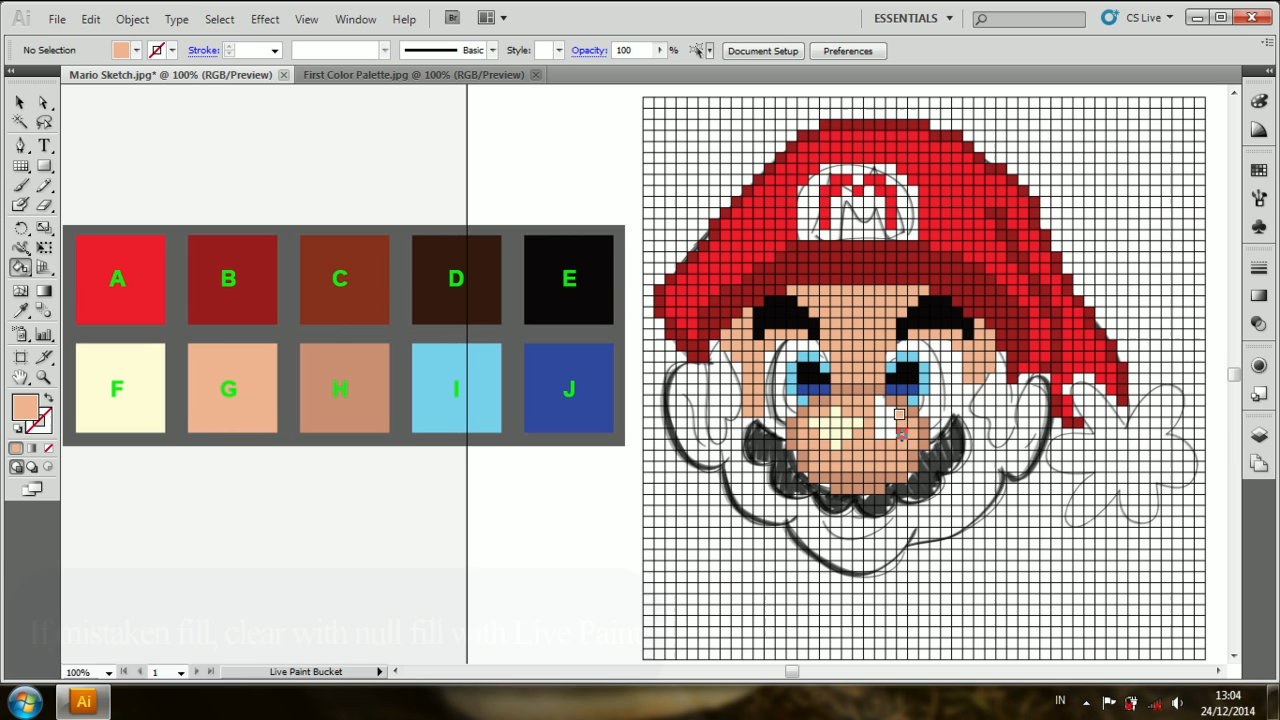 Ai File Edit Object Type Select Effect View Window Help Br ESSENTIALS CS Live
No Selection Stroke: Basic Style: Opacity: 100 % Document Setup Preferences
Mario Sketch.jpg* @ 100% (RGB/Preview) First Color Palette.jpg @ 100% (RGB/Preview)
M
A B C D E
F G H I J
If mistaken fill, clear with null fill with Live Paint
100% 1 Live Paint Bucket
Ai IN 13:04
24/12/2014